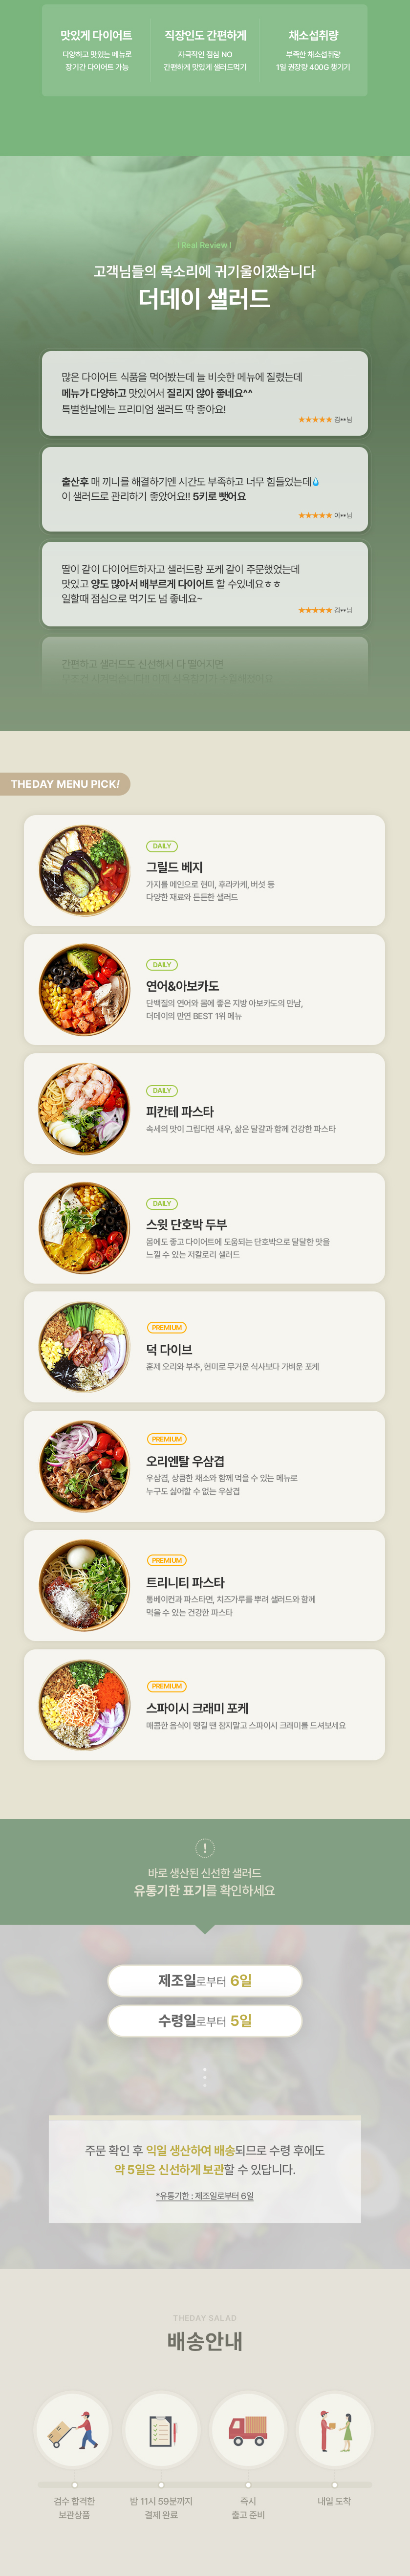 맛있게 다이어트
다양하고 맛있는 메뉴로
장기간 다이어트 가능
직장인도 간편하게
자극적인 점심 NO
간편하게 맛있게 샐러드먹기
채소섭취량
부족한 채소섭취량
1일 권장량 400G 챙기기
| Real Review |
고객님들의 목소리에 귀기울이겠습니다
더데이 샐러드
많은 다이어트 식품을 먹어봤는데 늘 비슷한 메뉴에 질렸는데
메뉴가 다양하고 맛있어서 질리지 않아 좋네요^^
특별한날에는 프리미엄 샐러드 딱 좋아요!
★★★★★ 김**님
출산후 매 끼니를 해결하기엔 시간도 부족하고 너무 힘들었는데💧
이 샐러드로 관리하기 좋았어요!! 5키로 뺏어요
★★★★★ 이**님
딸이 같이 다이어트하자고 샐러드랑 포케 같이 주문했었는데
맛있고 양도 많아서 배부르게 다이어트 할 수있네요ㅎㅎ
일할때 점심으로 먹기도 넘 좋네요~
★★★★★ 김**님
간편하고 샐러드도 신선해서 다 떨어지면
THEDAY MENU PICK!
DAILY
그릴드 베지
가지를 메인으로 현미, 후라카케, 버섯 등
다양한 재료와 든든한 샐러드
DAILY
연어&아보카도
단백질의 연어와 몸에 좋은 지방 아보카도의 만남,
더데이의 만연 BEST 1위 메뉴
DAILY
피칸테 파스타
속세의 맛이 그립다면 새우, 삶은 달걀과 함께 건강한 파스타
DAILY
스윗 단호박 두부
몸에도 좋고 다이어트에 도움되는 단호박으로 달달한 맛을
느낄 수 있는 저칼로리 샐러드
PREMIUM
덕 다이브
훈제 오리와 부추, 현미로 무거운 식사보다 가벼운 포케
PREMIUM
오리엔탈 우삼겹
우삼겹, 상큼한 채소와 함께 먹을 수 있는 메뉴로
누구도 싫어할 수 없는 우삼겹
PREMIUM
트리니티 파스타
통베이컨과 파스타면, 치즈가루를 뿌려 샐러드와 함께
먹을 수 있는 건강한 파스타
PREMIUM
스파이시 크래미 포케
매콤한 음식이 땡길 땐 참지말고 스파이시 크래미를 드셔보세요
!
바로 생산된 신선한 샐러드
유통기한 표기를 확인하세요
제조일로부터 6일
수령일로부터 5일
주문 확인 후 익일 생산하여 배송되므로 수령 후에도
약 5일은 신선하게 보관할 수 있답니다.
*유통기한 : 제조일로부터 6일
THEDAY SALAD
배송안내
검수 합격한
보관상품
밤 11시 59분까지
결제 완료
즉시
출고 준비
내일 도착